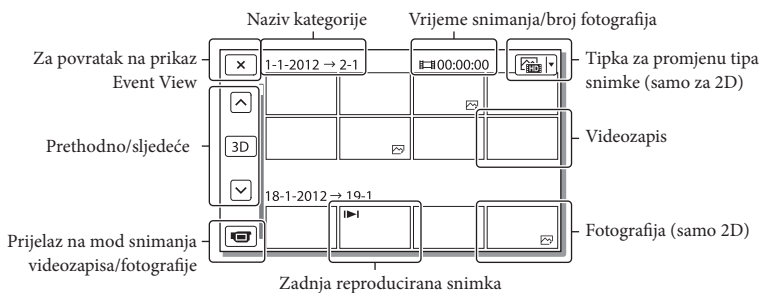 Naziv kategorije
Vrijeme snimanja/broj fotografija
Za povratak na prikaz
Event View
1-1-2012 → 2-1
00:00:00
HD
Tipka za promjenu tipa
snimke (samo za 2D)
Prethodno/sljedeće
3D
Videozapis
18-1-2012 → 19-1
Prijelaz na mod snimanja
videozapisa/fotografije
Fotografija (samo 2D)
Zadnja reproducirana snimka